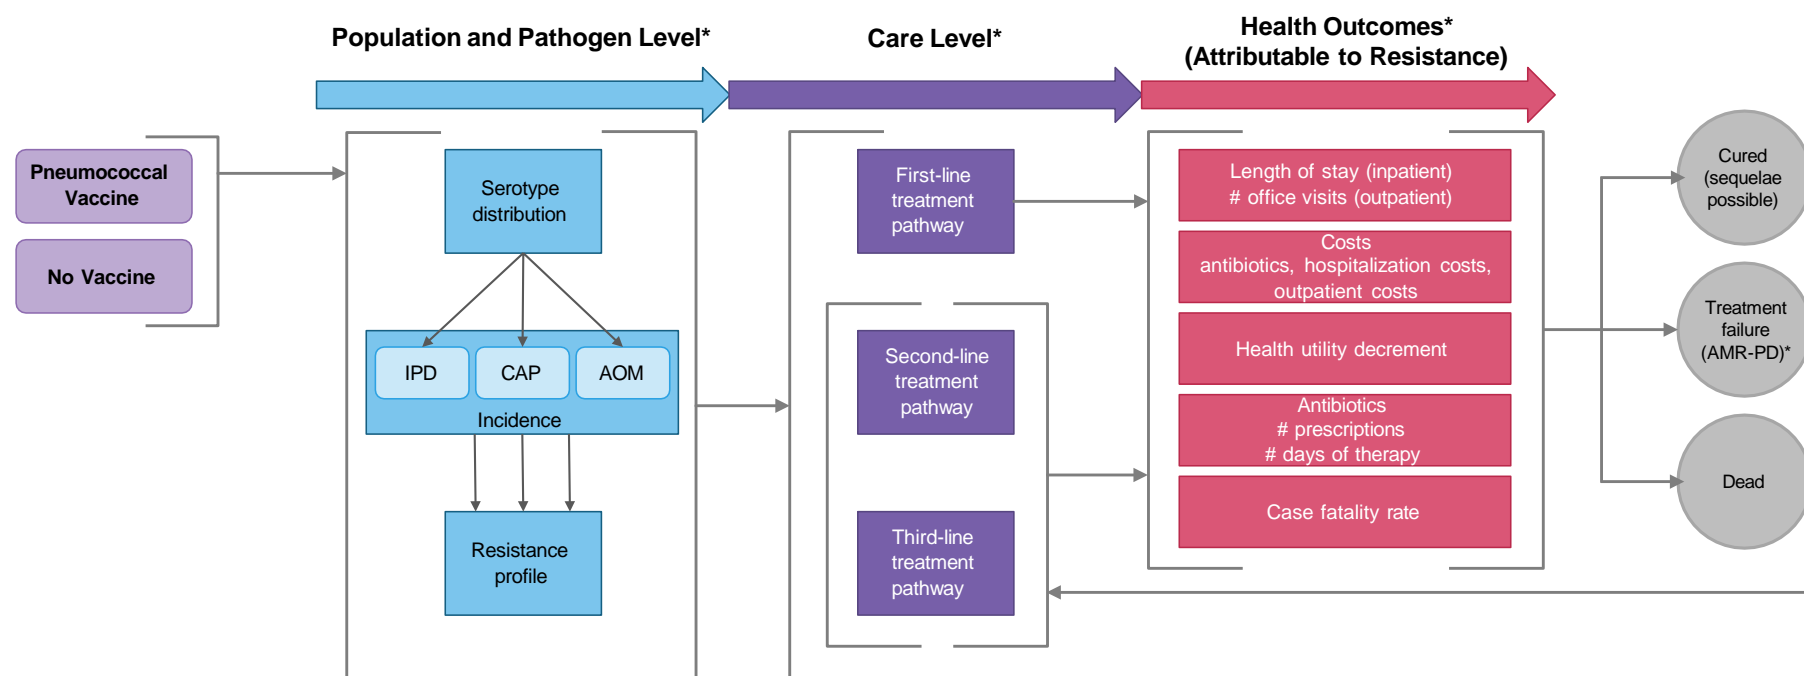 Population and Pathogen Level*
Care Level*
Health Outcomes*
(Attributable to Resistance)
Pneumococcal
Vaccine
No Vaccine
Serotype
distribution
IPD
CAP
AOM
Incidence
Resistance
profile
First-line
treatment
pathway
Second-line
treatment
pathway
Third-line
treatment
pathway
Length of stay (inpatient)
# office visits (outpatient)
Costs
antibiotics, hospitalization costs,
outpatient costs
Health utility decrement
Antibiotics
# prescriptions
# days of therapy
Case fatality rate
Cured
(sequelae
possible)
Treatment
failure
(AMR-PD)*
Dead